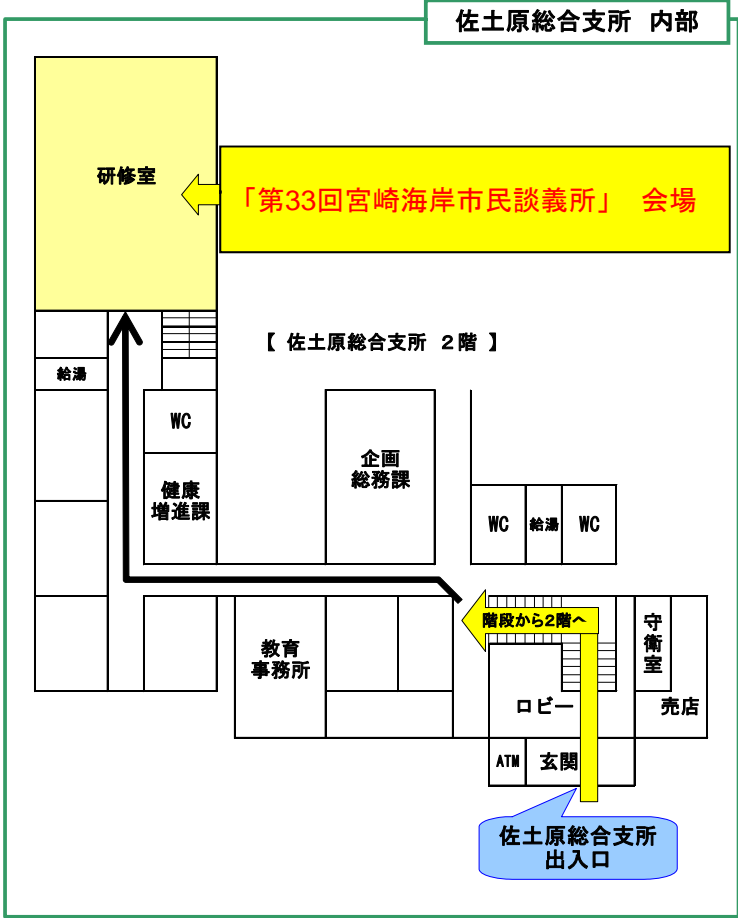 佐土原総合支所 内部
研修室
「第33回宮崎海岸市民談義所」 会場
【 佐土原総合支所 2階 】
給湯
WC
企画
総務課
健康
増進課
WC
給湯
WC
階段から2階へ
守
衛
室
教育
事務所
ロビー
売店
ATM
玄関
佐土原総合支所
出入口